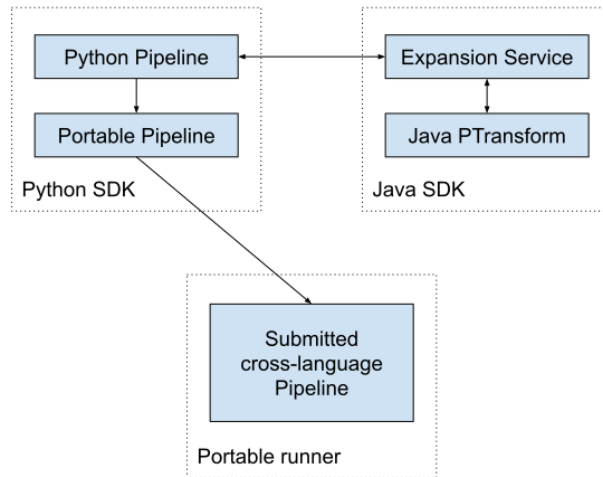 Python Pipeline
Expansion Service
Portable Pipeline
Java PTransform
Python SDK
Java SDK
Submitted
cross-language
Pipeline
Portable runner